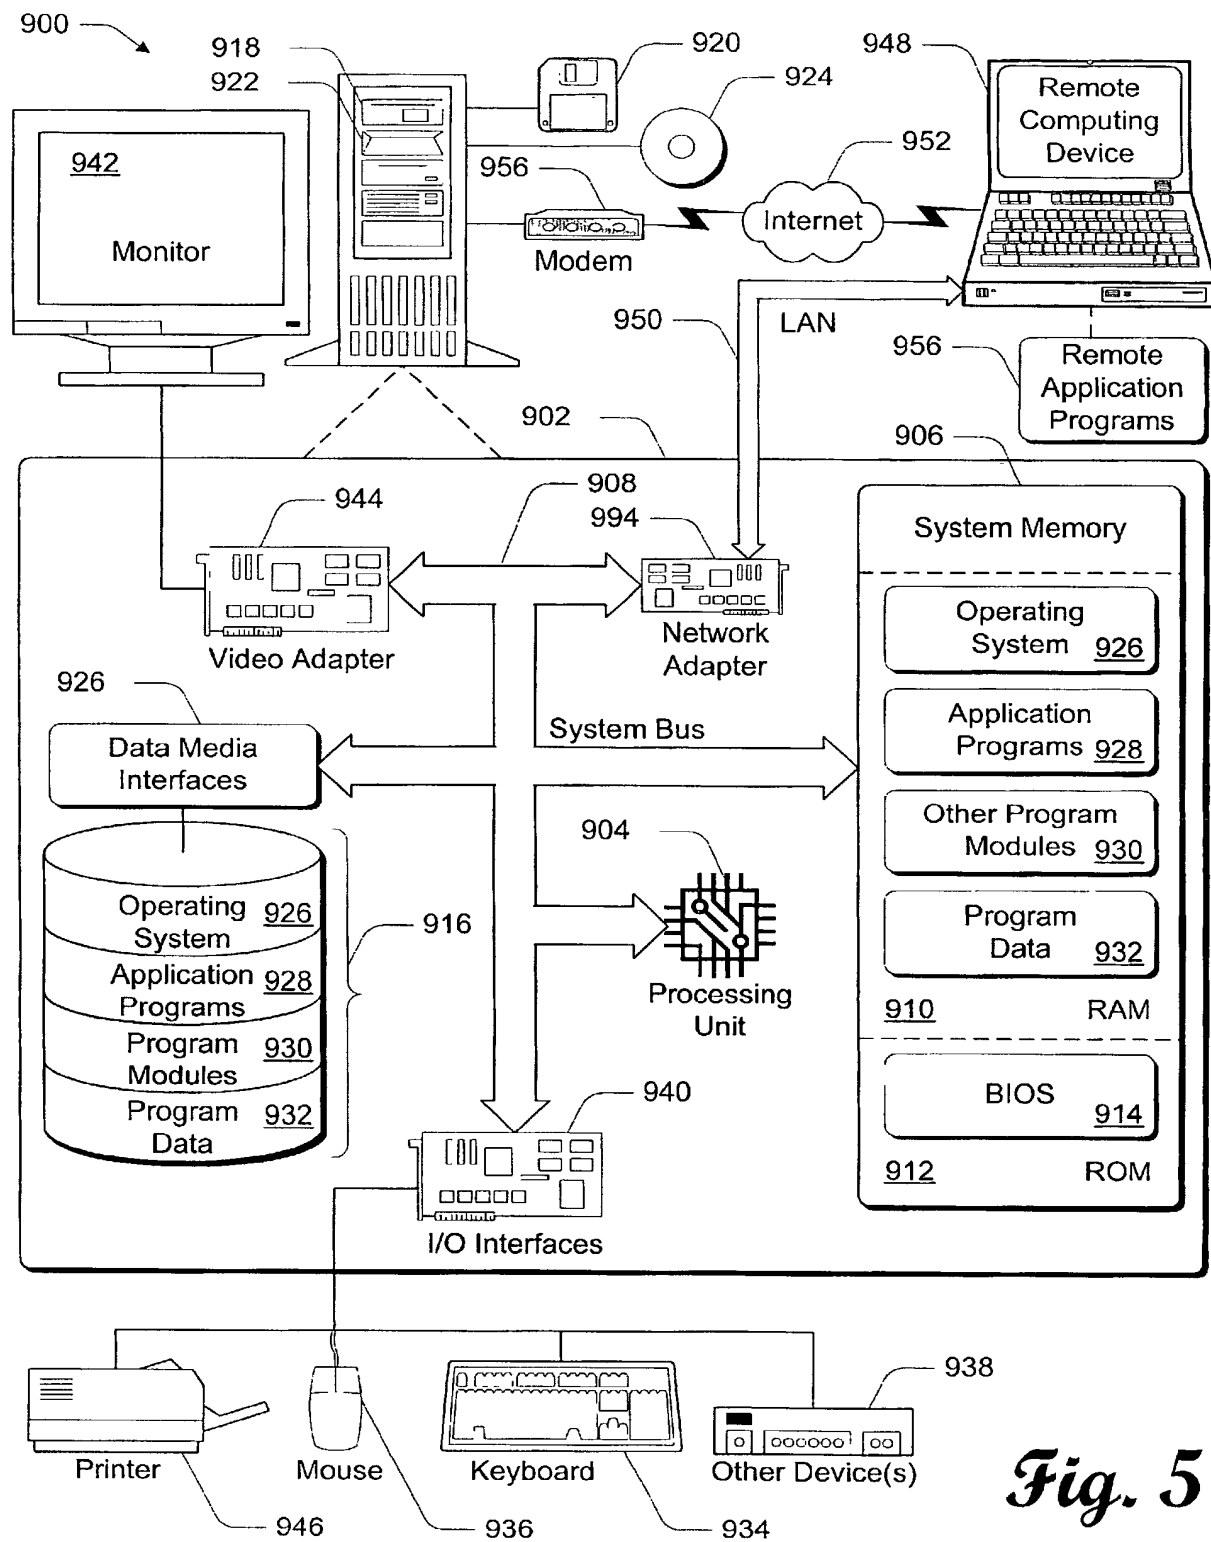 900
918
922
920
924
948
942
Monitor
956
Modem
952
Internet
Remote
Computing
Device
950
LAN
956
Remote
Application
Programs
902
906
944
908
994
Video Adapter
Network
Adapter
System Memory
Operating
System 926
Application
Programs 928
Other Program
Modules 930
Program
Data 932
910 RAM
BIOS
914
912 ROM
926
Data Media
Interfaces
System Bus
904
Processing
Unit
Operating
System 926
Application
Programs 928
Program
Modules 930
Program
Data 932
916
940
I/O Interfaces
Printer
946
Mouse
936
Keyboard
934
Other Device(s)
938
Fig. 5